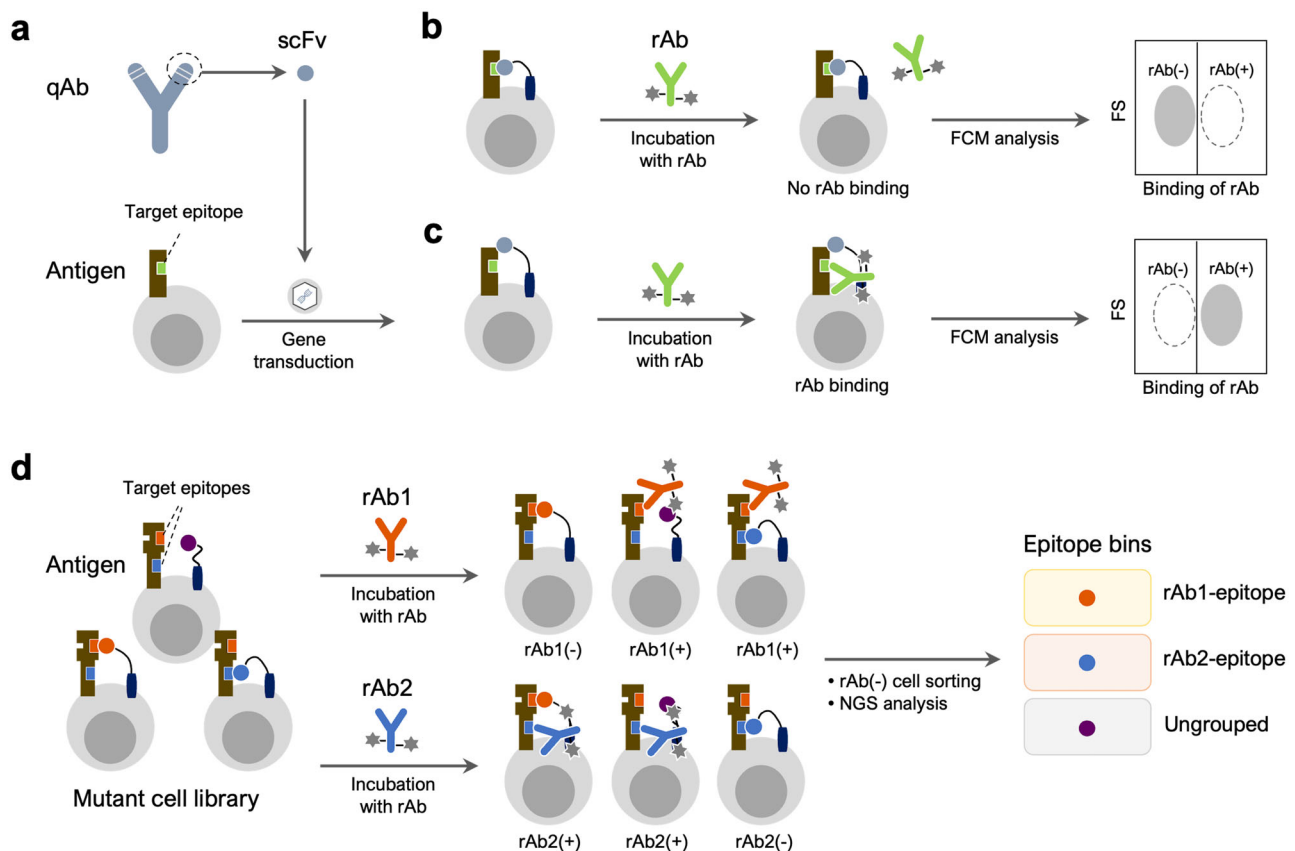 a
qAb
scFv
Target epitope
Antigen
Gene
transduction
b
rAb
Incubation
with rAb
No rAb binding
FCM analysis
FS
rAb(-)
rAb(+)
Binding of rAb
c
Incubation
with rAb
rAb binding
FCM analysis
FS
rAb(-)
rAb(+)
Binding of rAb
d
Target epitopes
Antigen
Mutant cell library
rAb1
Incubation
with rAb
rAb1(-)
rAb1(+)
rAb1(+)
rAb2
Incubation
with rAb
rAb2(+)
rAb2(+)
rAb2(-)
• rAb(-) cell sorting
• NGS analysis
Epitope bins
rAb1-epitope
rAb2-epitope
Ungrouped